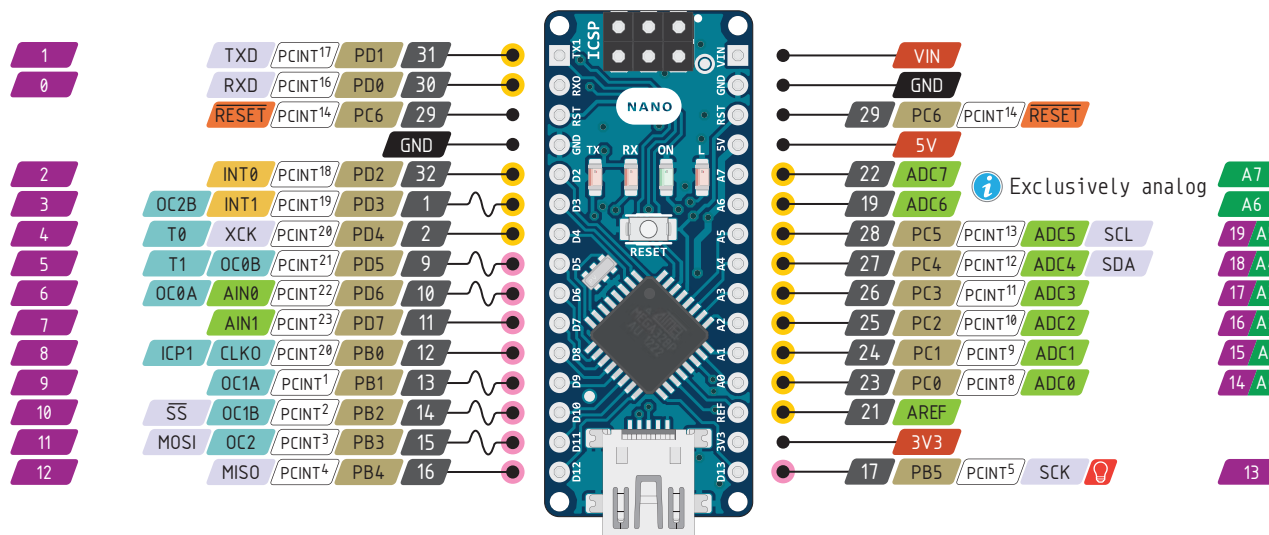 ICSP
1 TXD PCINT17 PD1 31 TX1 VIN VIN
0 RXD PCINT16 PD0 30 RX0 GND GND
NANO
RESET PCINT14 PC6 29 RST RST 29 PC6 PCINT14 RESET
GND GND 5V 5V
TX RX ON L
2 INT0 PCINT18 PD2 32 D2 A7 22 ADC7 A7
Exclusively analog
3 OC2B INT1 PCINT19 PD3 1 D3 A6 19 ADC6 A6
4 T0 XCK PCINT20 PD4 2 D4 A5 28 PC5 PCINT13 ADC5 SCL 19 A
RESET
5 T1 OC0B PCINT21 PD5 9 D5 A4 27 PC4 PCINT12 ADC4 SDA 18 A
6 OC0A AIN0 PCINT22 PD6 10 D6 A3 26 PC3 PCINT11 ADC3 17 A
7 AIN1 PCINT23 PD7 11 D7 A2 25 PC2 PCINT10 ADC2 16 A
8 ICP1 CLKO PCINT20 PB0 12 D8 A1 24 PC1 PCINT9 ADC1 15 A
9 OC1A PCINT1 PB1 13 D9 A0 23 PC0 PCINT8 ADC0 14 A
10 SS OC1B PCINT2 PB2 14 D10 REF 21 AREF
11 MOSI OC2 PCINT3 PB3 15 D11 3V3 3V3
12 MISO PCINT4 PB4 16 D12 D13 17 PB5 PCINT5 SCK 13